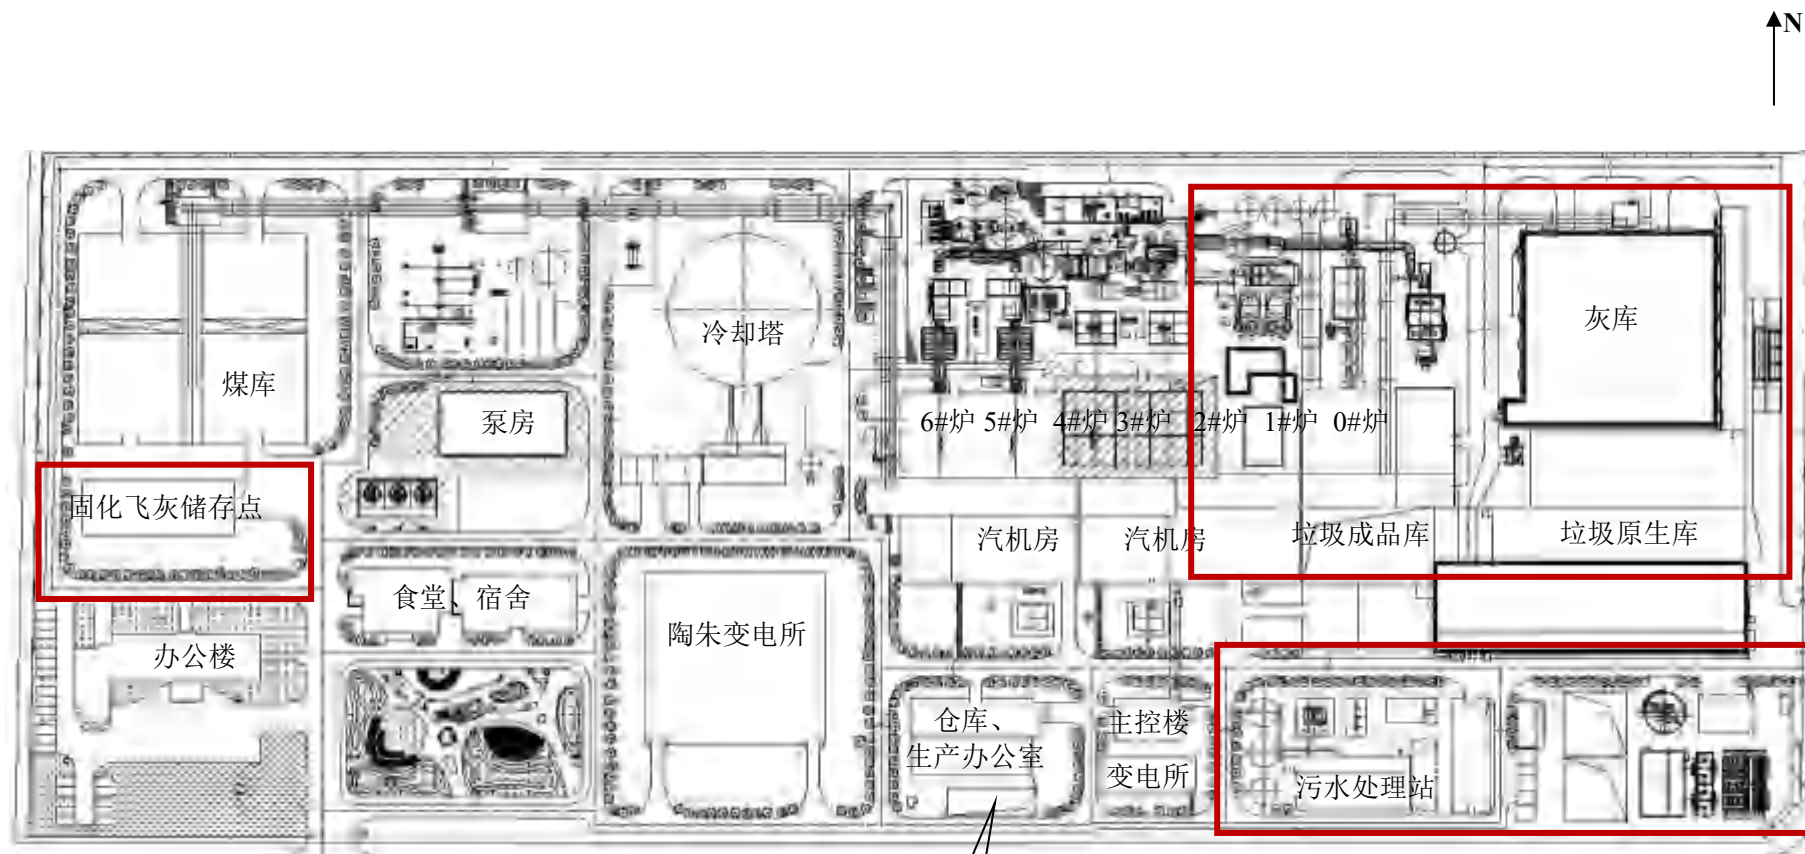 N
冷却塔
灰库
煤库
泵房
6#炉 5#炉 4#炉 3#炉 2#炉 1#炉 0#炉
固化飞灰储存点
汽机房
汽机房
垃圾成品库
垃圾原生库
食堂、宿舍
陶朱变电所
办公楼
仓库、
生产办公室
主控楼
变电所
污水处理站